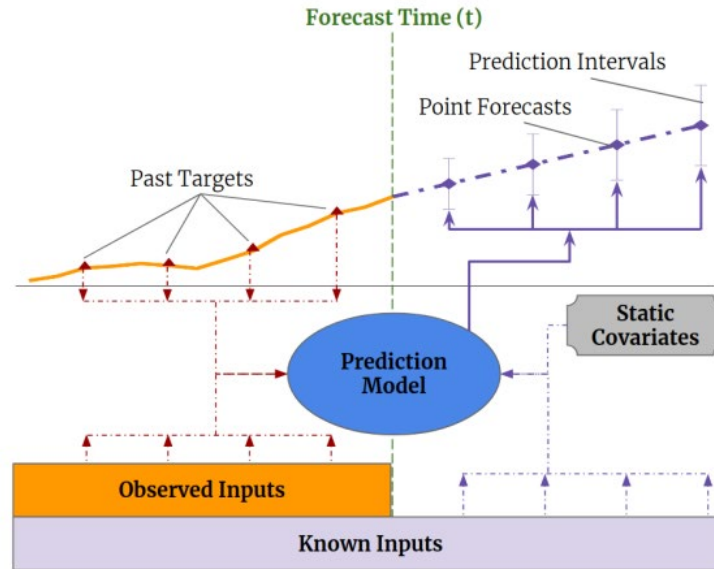 Forecast Time (t)
Prediction Intervals
Point Forecasts
Past Targets
Static
Covariates
Prediction
Model
Observed Inputs
Known Inputs